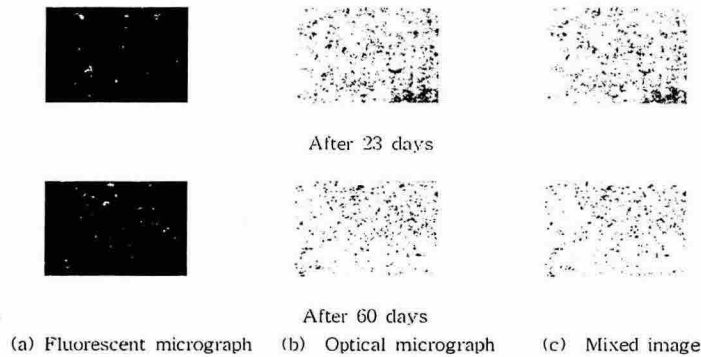 After 23 days
After 60 days
(a) Fluorescent micrograph (b) Optical micrograph (c) Mixed image